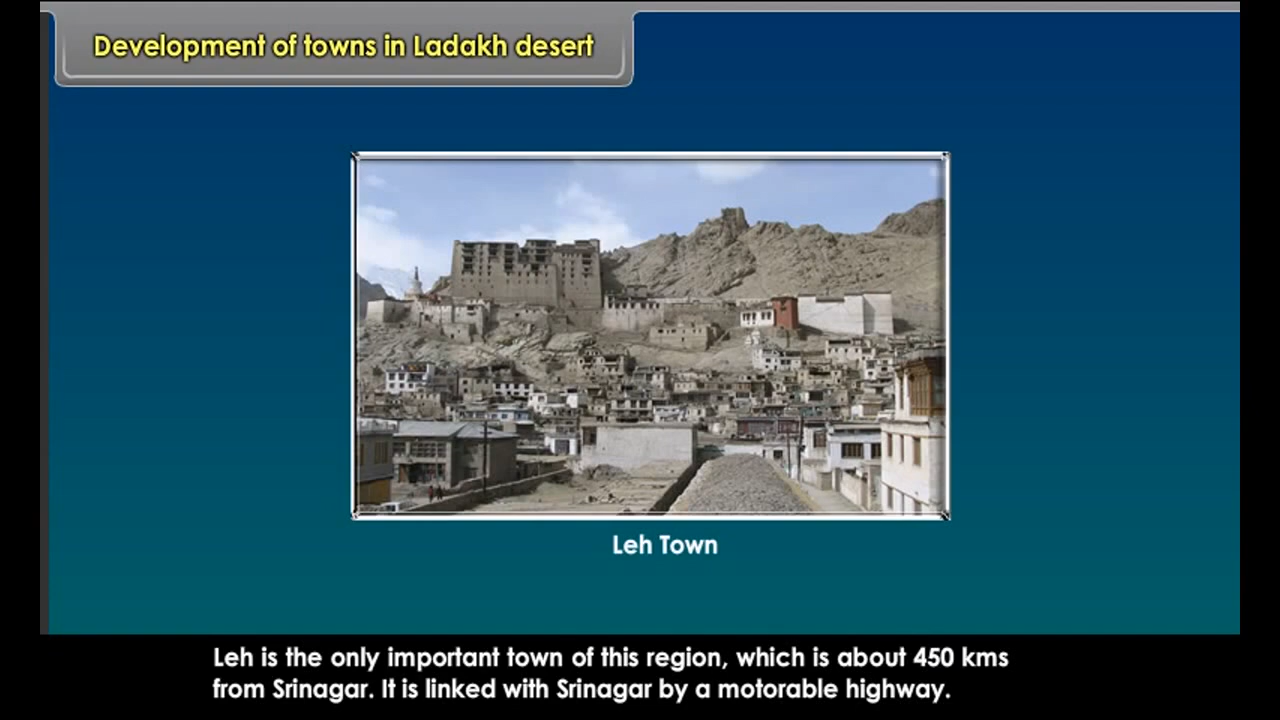 Development of towns in Ladakh desert
Leh Town
Leh is the only important town of this region, which is about 450 kms
from Srinagar. It is linked with Srinagar by a motorable highway.